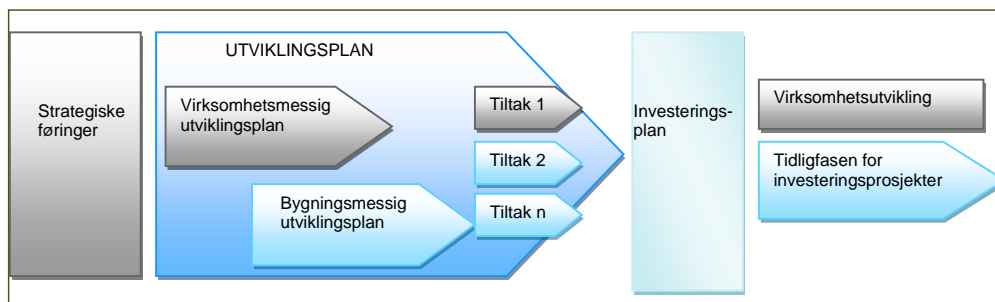 Strategiske
føringer
UTVIKLINGSPLAN
Virksomhetsmessig
utviklingsplan
Bygningsmessig
utviklingsplan
Tiltak 1
Tiltak 2
Tiltak n
Investerings-
plan
Virksomhetsutvikling
Tidligfasen for
investeringsprosjekter